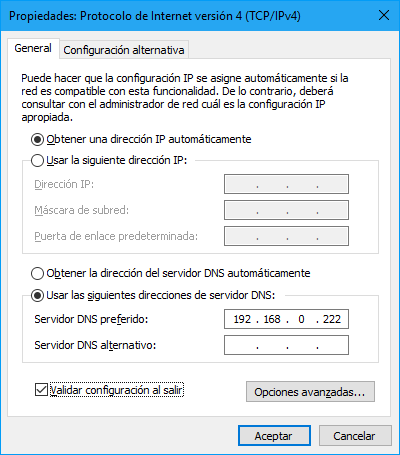 Propiedades: Protocolo de Internet versión 4 (TCP/IPv4)
General
Configuración alternativa
Puede hacer que la configuración IP se asigne automáticamente si la
red es compatible con esta funcionalidad. De lo contrario, deberá
consultar con el administrador de red cuál es la configuración IP
apropiada.
Obtener una dirección IP automáticamente
Usar la siguiente dirección IP:
Dirección IP:
Máscara de subred:
Puerta de enlace predeterminada:
Obtener la dirección del servidor DNS automáticamente
Usar las siguientes direcciones de servidor DNS:
Servidor DNS preferido: 192 . 168 . 0 . 222
Servidor DNS alternativo:
Validar configuración al salir
Opciones avanzadas...
Aceptar
Cancelar